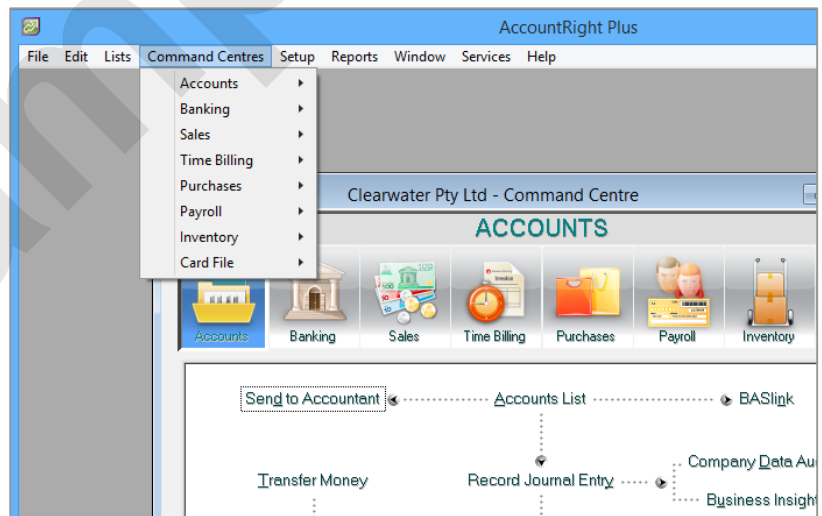 AccountRight Plus
File Edit Lists Command Centres Setup Reports Window Services Help
Accounts
Banking
Sales
Time Billing
Purchases
Payroll
Inventory
Card File
Clearwater Pty Ltd - Command Centre
ACCOUNTS
Accounts Banking Sales Time Billing Purchases Payroll Inventory
Send to Accountant Accounts List BASlink
Company Data Au
Transfer Money Record Journal Entry
Business Insigh